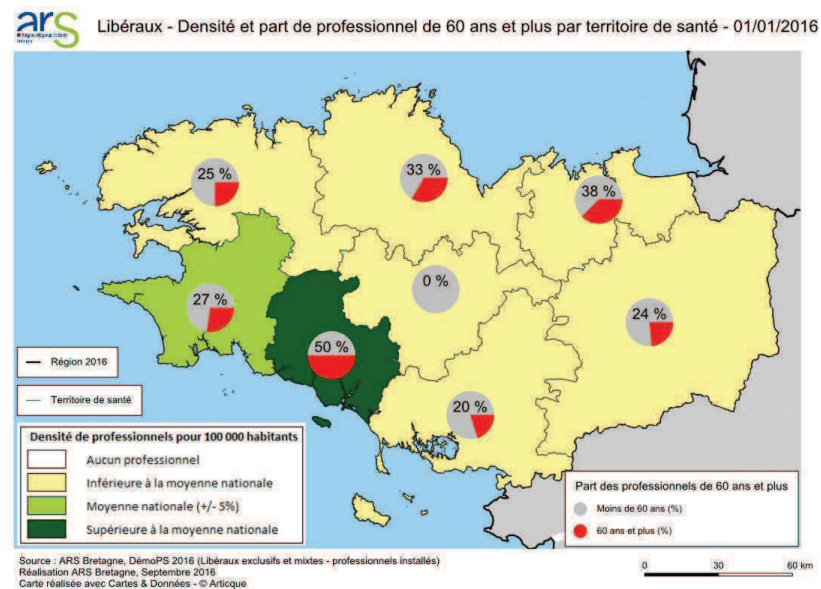 ars
Libéraux - Densité et part de professionnel de 60 ans et plus par territoire de santé - 01/01/2016
25 %
33 %
38 %
0 %
27 %
24 %
50 %
20 %
Région 2016
Territoire de santé
Densité de professionnels pour 100 000 habitants
Aucun professionnel
Inférieure à la moyenne nationale
Moyenne nationale (+/- 5%)
Supérieure à la moyenne nationale
Part des professionnels de 60 ans et plus
Moins de 60 ans (%)
60 ans et plus (%)
Source : ARS Bretagne, DémoPS 2016 (Libéraux exclusifs et mixtes - professionnels installés)
Réalisation ARS Bretagne, Septembre 2016
Carte réalisée avec Cartes & Données - © Articque
0 30 60 km